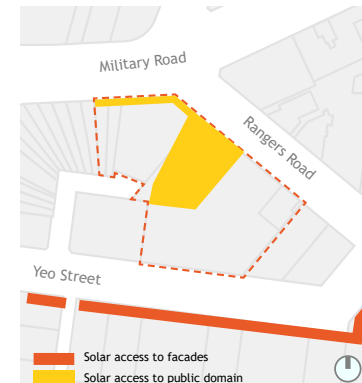 Military Road
Rangers Road
Yeo Street
Solar access to facades
Solar access to public domain